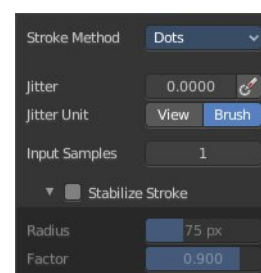 Stroke Method Dots
Jitter 0.0000
Jitter Unit View Brush
Input Samples 1
Stabilize Stroke
Radius 75 px
Factor 0.900